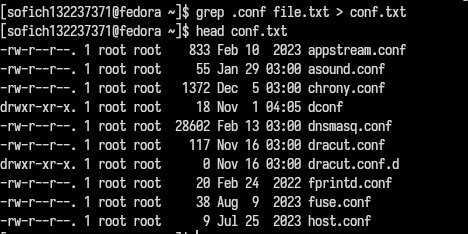 [sofich132237371@fedora ~]$ grep .conf file.txt > conf.txt
[sofich132237371@fedora ~]$ head conf.txt
-rw-r--r--. 1 root root   833 Feb 10  2023 appstream.conf
-rw-r--r--. 1 root root    55 Jan 29 03:00 asound.conf
-rw-r--r--. 1 root root  1372 Dec  5 03:00 chrony.conf
drwxr-xr-x. 1 root root    18 Nov  1 04:05 dconf
-rw-r--r--. 1 root root 28602 Feb 13 03:00 dnsmasq.conf
-rw-r--r--. 1 root root   117 Nov 16 03:00 dracut.conf
drwxr-xr-x. 1 root root     0 Nov 16 03:00 dracut.conf.d
-rw-r--r--. 1 root root    20 Feb 24  2022 fprintd.conf
-rw-r--r--. 1 root root    38 Aug  9  2023 fuse.conf
-rw-r--r--. 1 root root     9 Jul 25  2023 host.conf